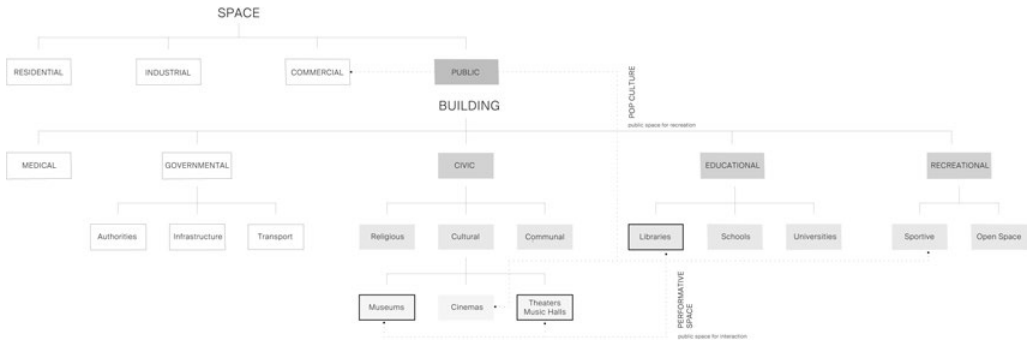 SPACE
RESIDENTIAL
INDUSTRIAL
COMMERCIAL
PUBLIC
POP CULTURE
public space for recreation
BUILDING
MEDICAL
GOVERNMENTAL
CIVIC
EDUCATIONAL
RECREATIONAL
Authorities
Infrastructure
Transport
Religious
Cultural
Communal
Libraries
Schools
Universities
Sportive
Open Space
Museums
Cinemas
Theaters
Music Halls
PERFORMATIVE
SPACE
public space for interaction